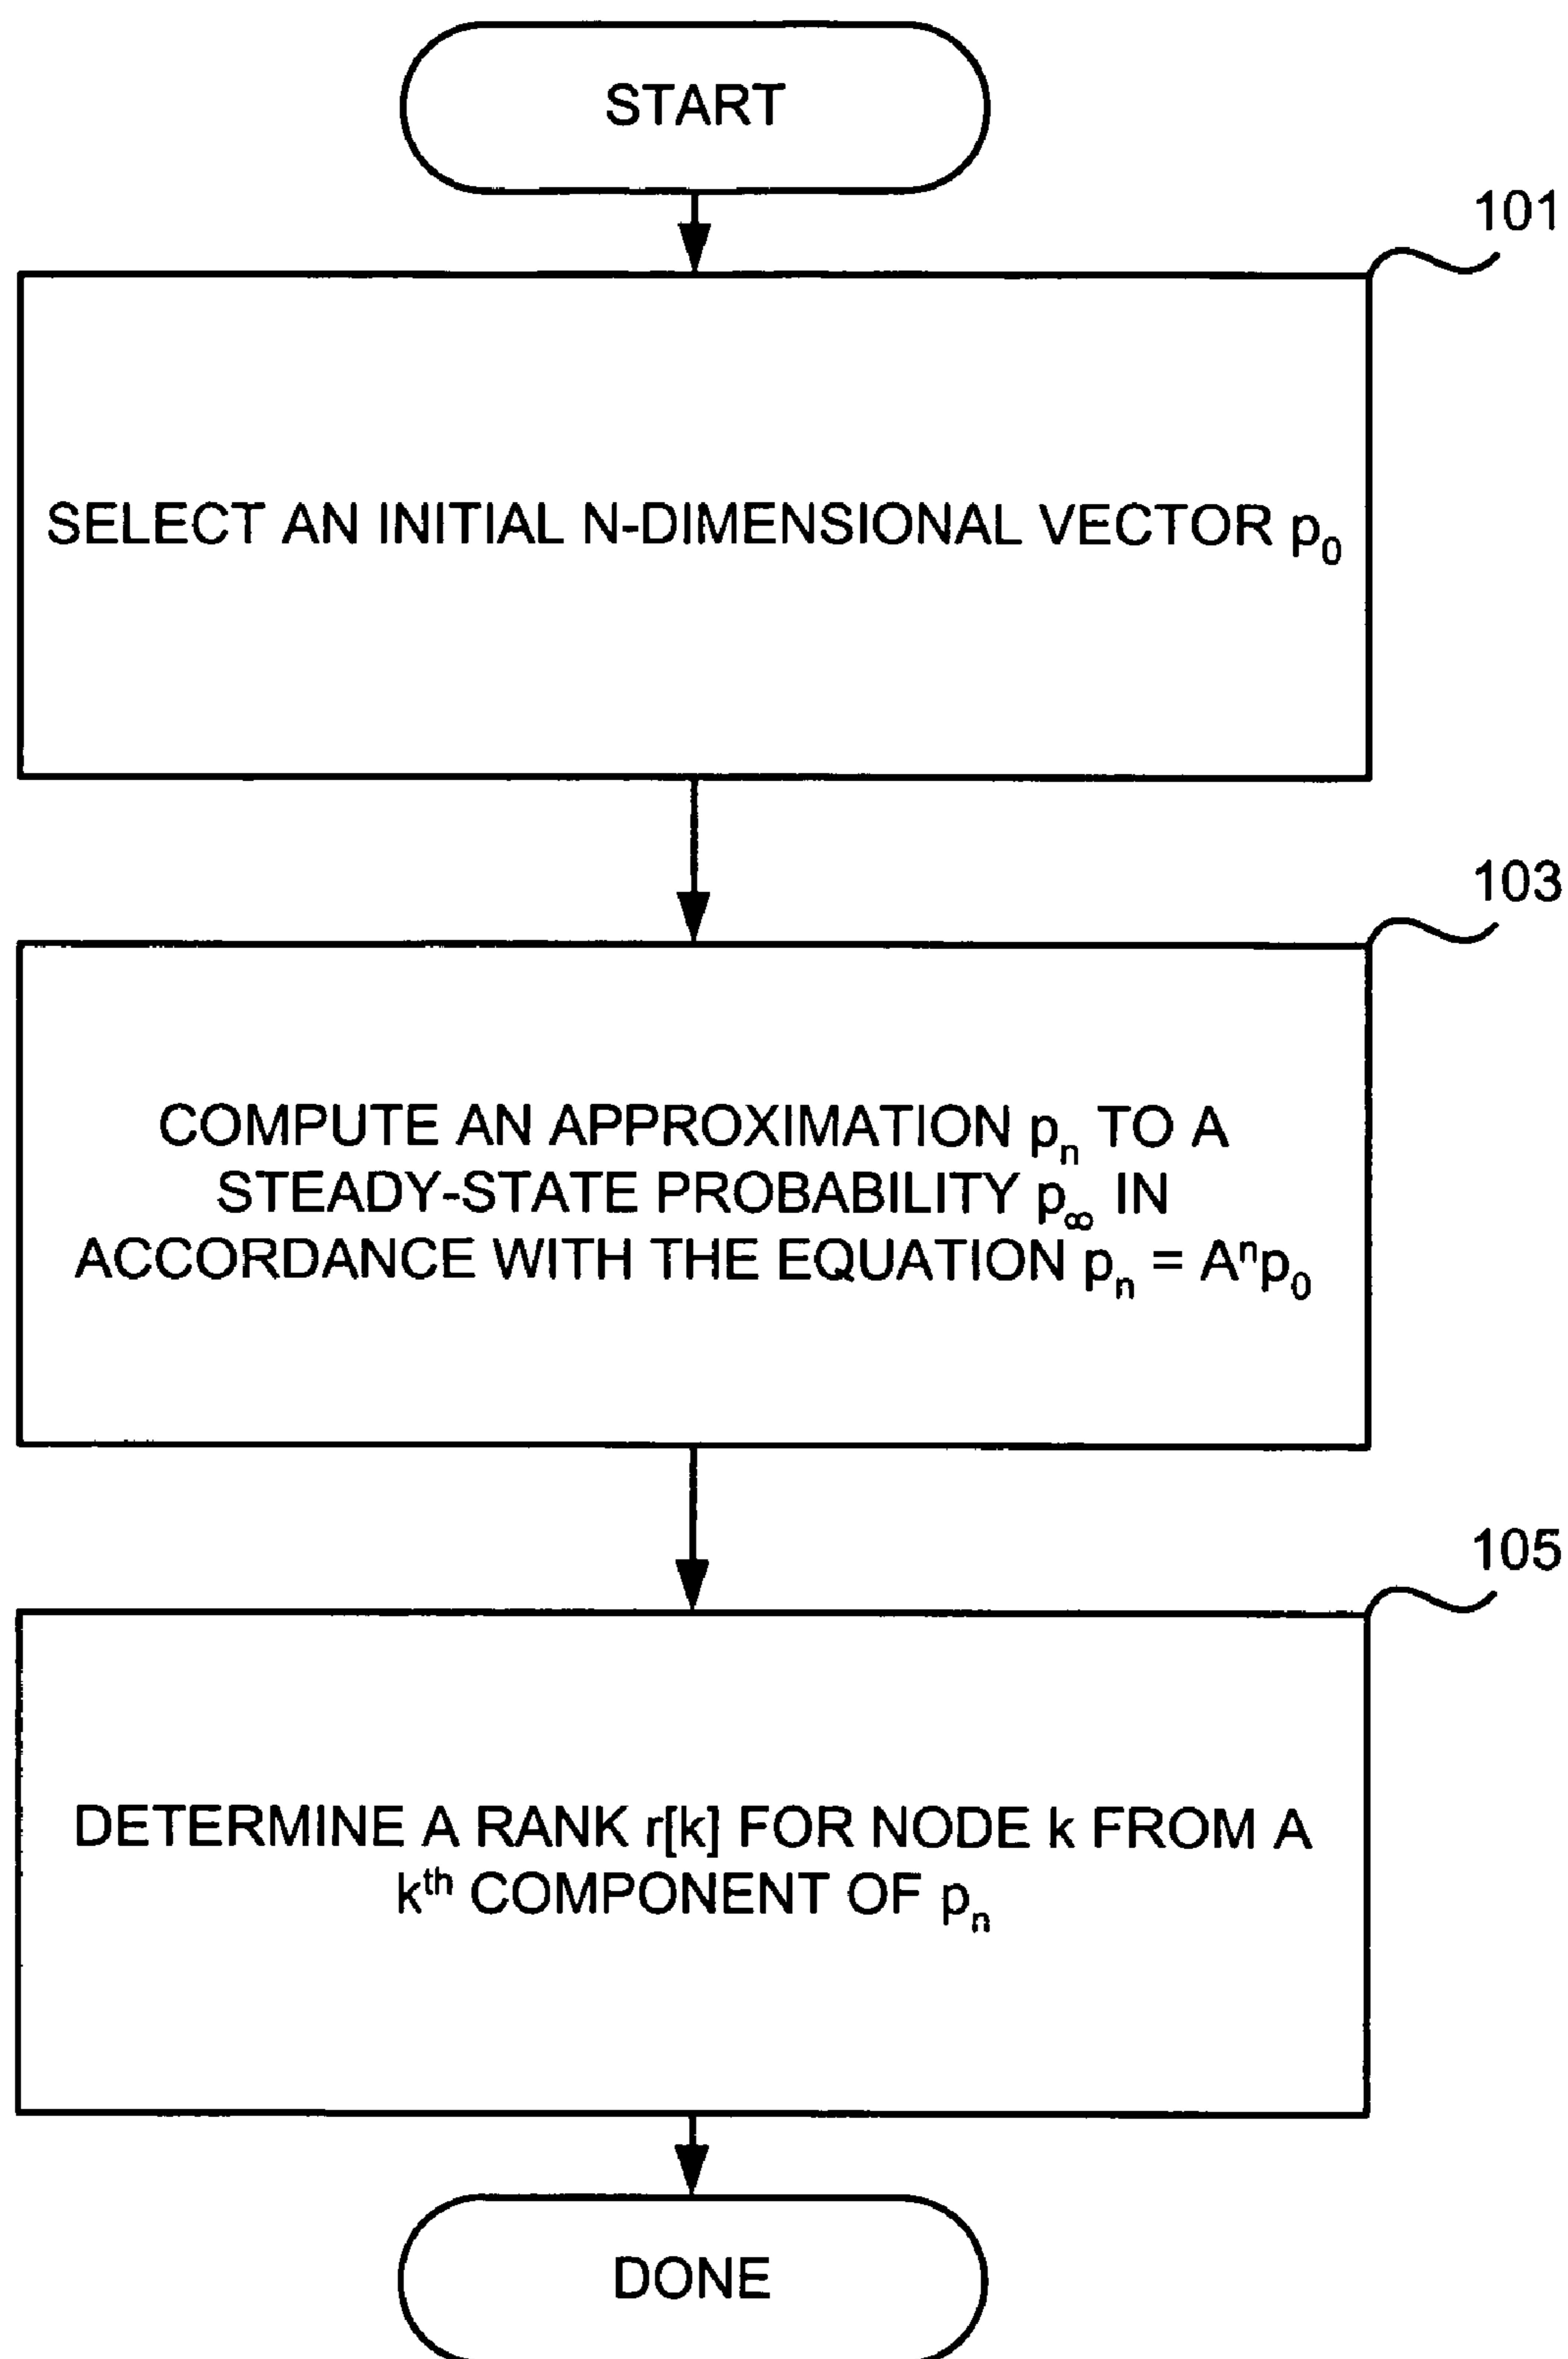 START
101
SELECT AN INITIAL N-DIMENSIONAL VECTOR p₀
103
COMPUTE AN APPROXIMATION pₙ TO A
STEADY-STATE PROBABILITY p∞ IN
ACCORDANCE WITH THE EQUATION pₙ = Aⁿp₀
105
DETERMINE A RANK r[k] FOR NODE k FROM A
kᵗʰ COMPONENT OF pₙ
DONE